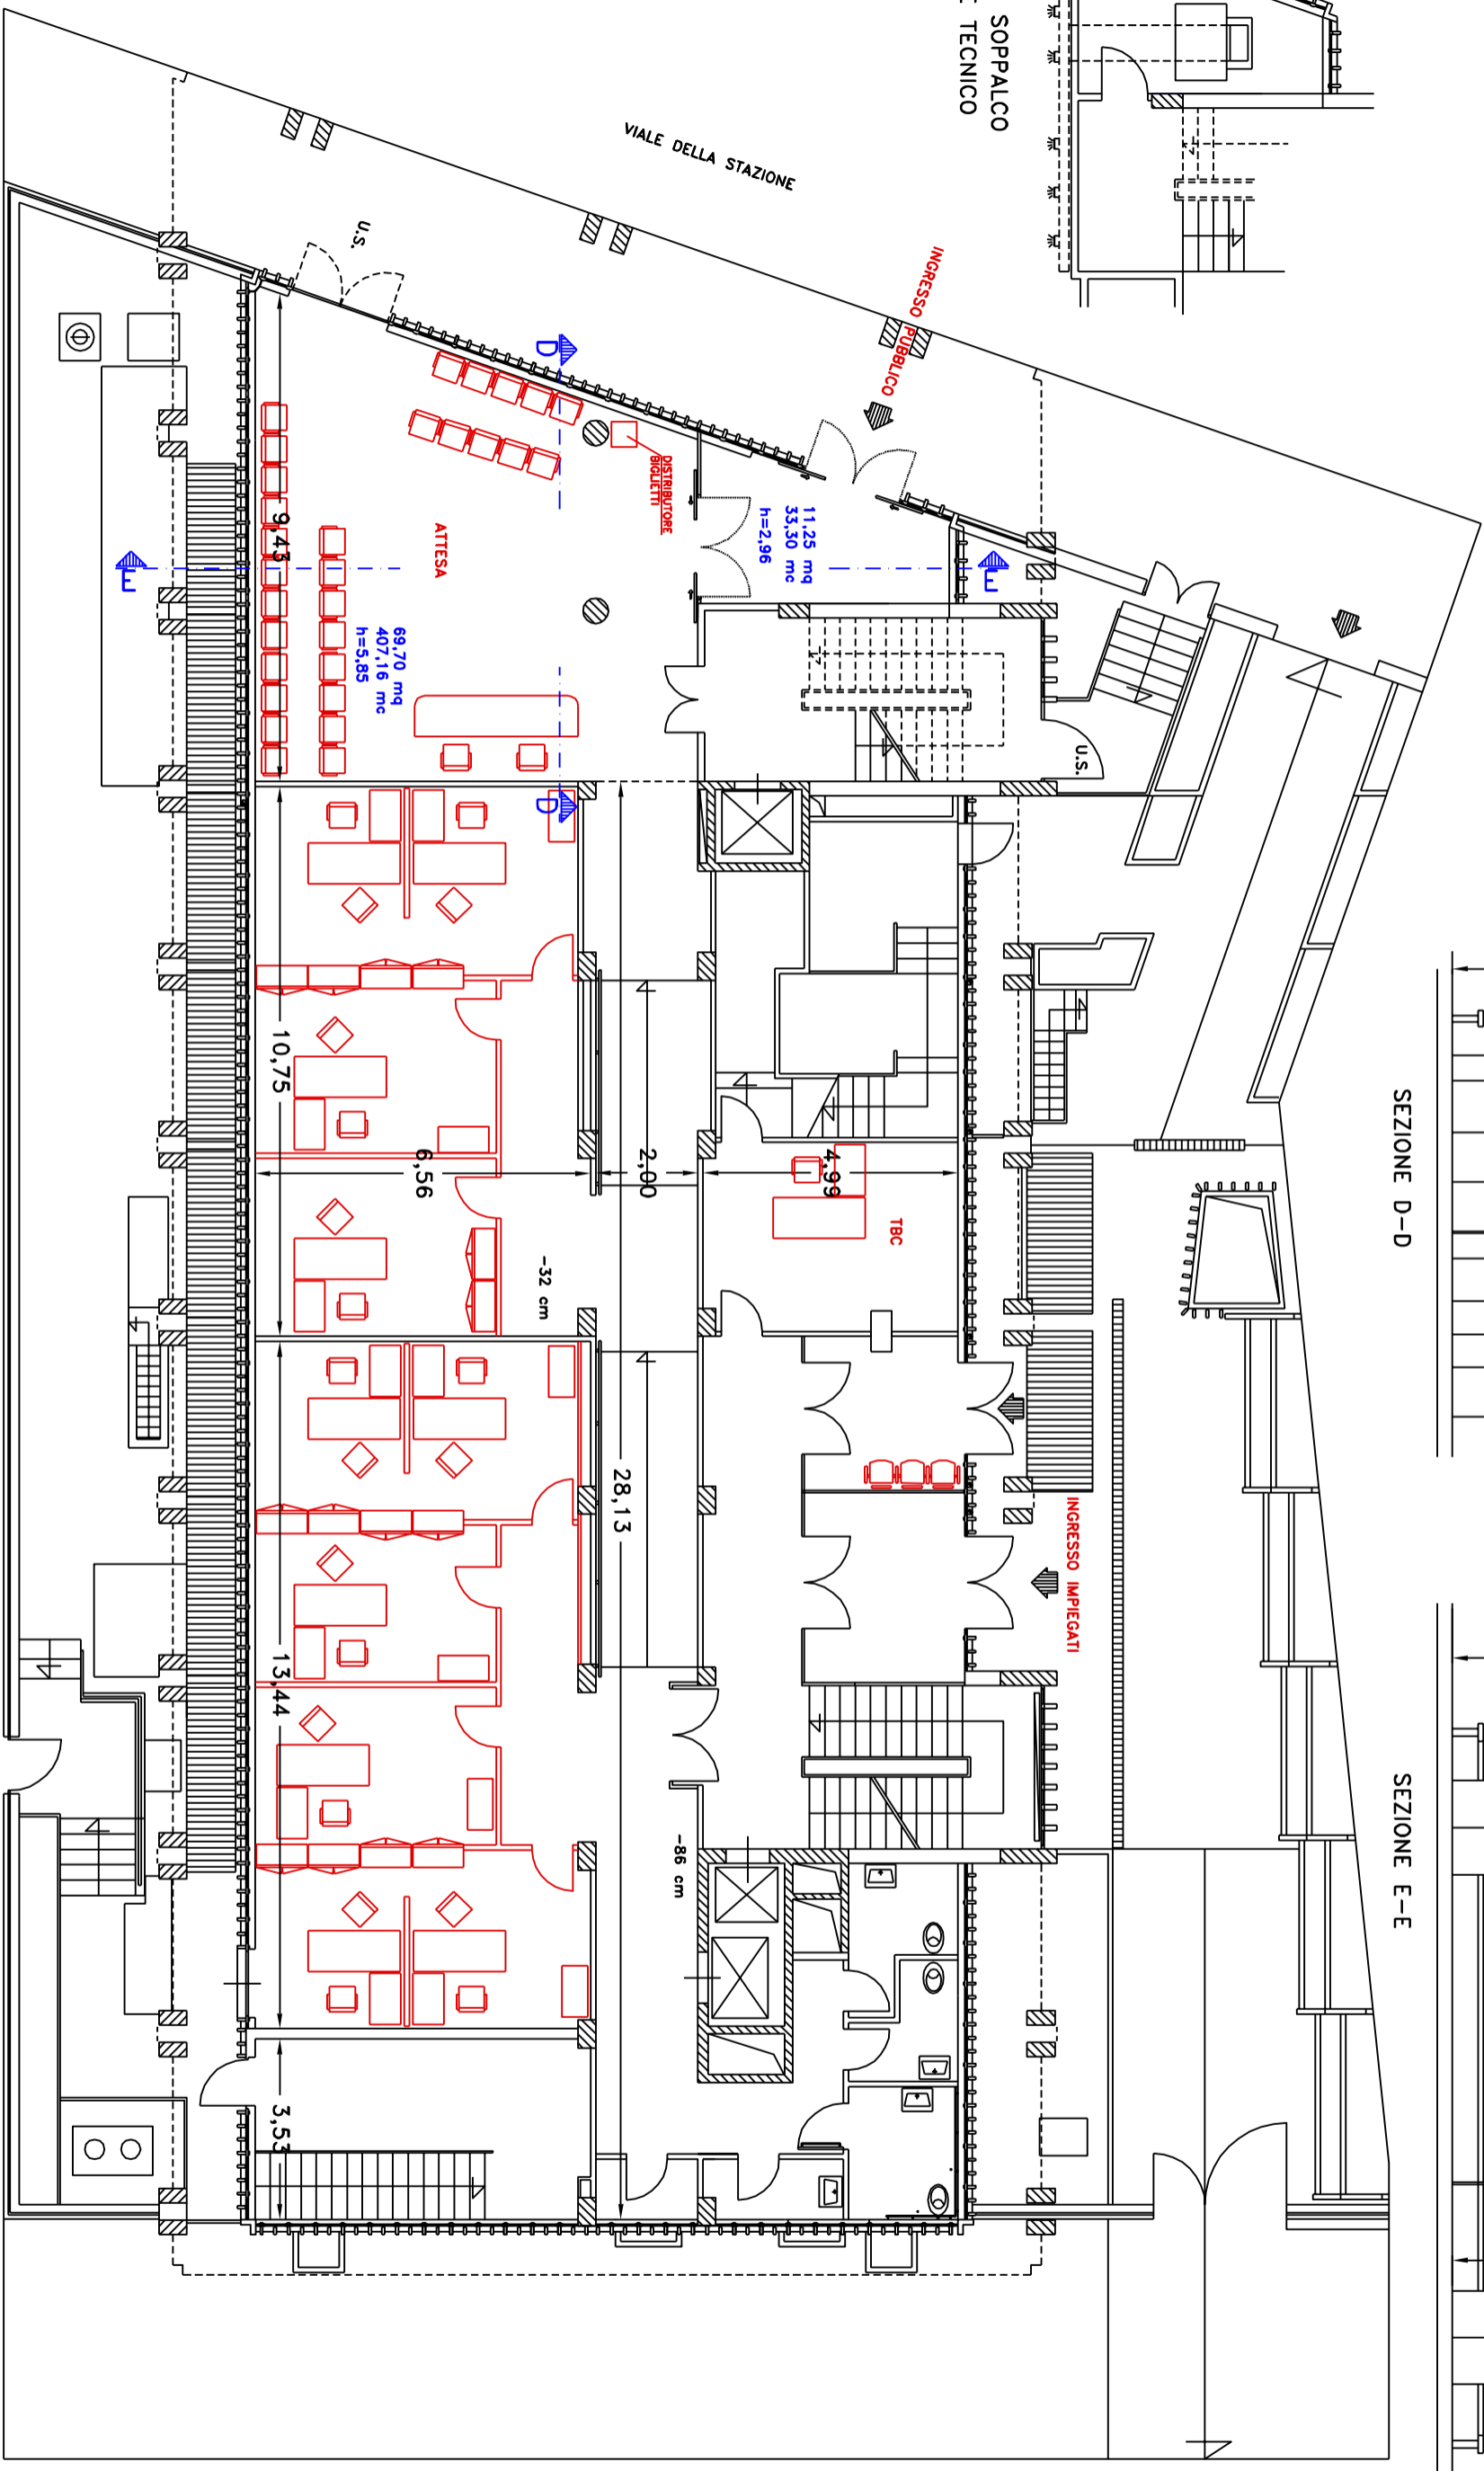 SOPPALCO
E TECNICO
VIALE DELLA STAZIONE
INGRESSO PUBBLICO
U.S.
D
DISTRIBUTORE
BIGLIETTI
11,25 mq
33,30 mc
h=2,96
ATTESA
9,43
E
E
69,70 mq
407,16 mc
h=5,85
U.S.
D
SEZIONE D-D
10,75
6,56
2,00
4,99
TBC
-32 cm
28,13
INGRESSO IMPIEGATI
13,44
SEZIONE E-E
-86 cm
3,53